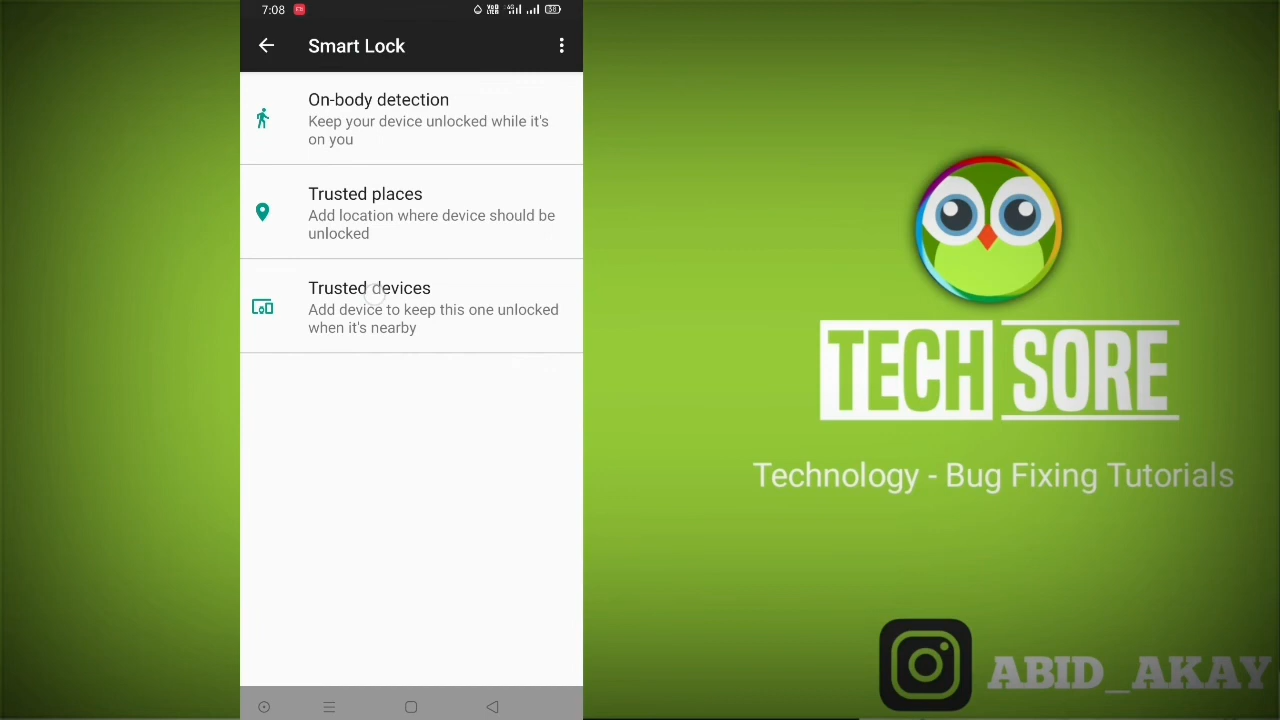 7:08
4G
38
Smart Lock
On-body detection
Keep your device unlocked while it's
on you
Trusted places
Add location where device should be
unlocked
Trusted devices
Add device to keep this one unlocked
when it's nearby
TECH SORE
Technology - Bug Fixing Tutorials
ABID_AKAY